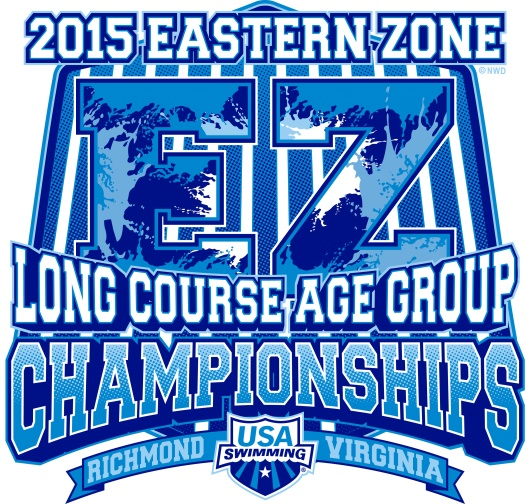 2015 EASTERN ZONE
© NWD
EZ
LONG COURSE AGE GROUP
CHAMPIONSHIPS
RICHMOND USA SWIMMING® VIRGINIA